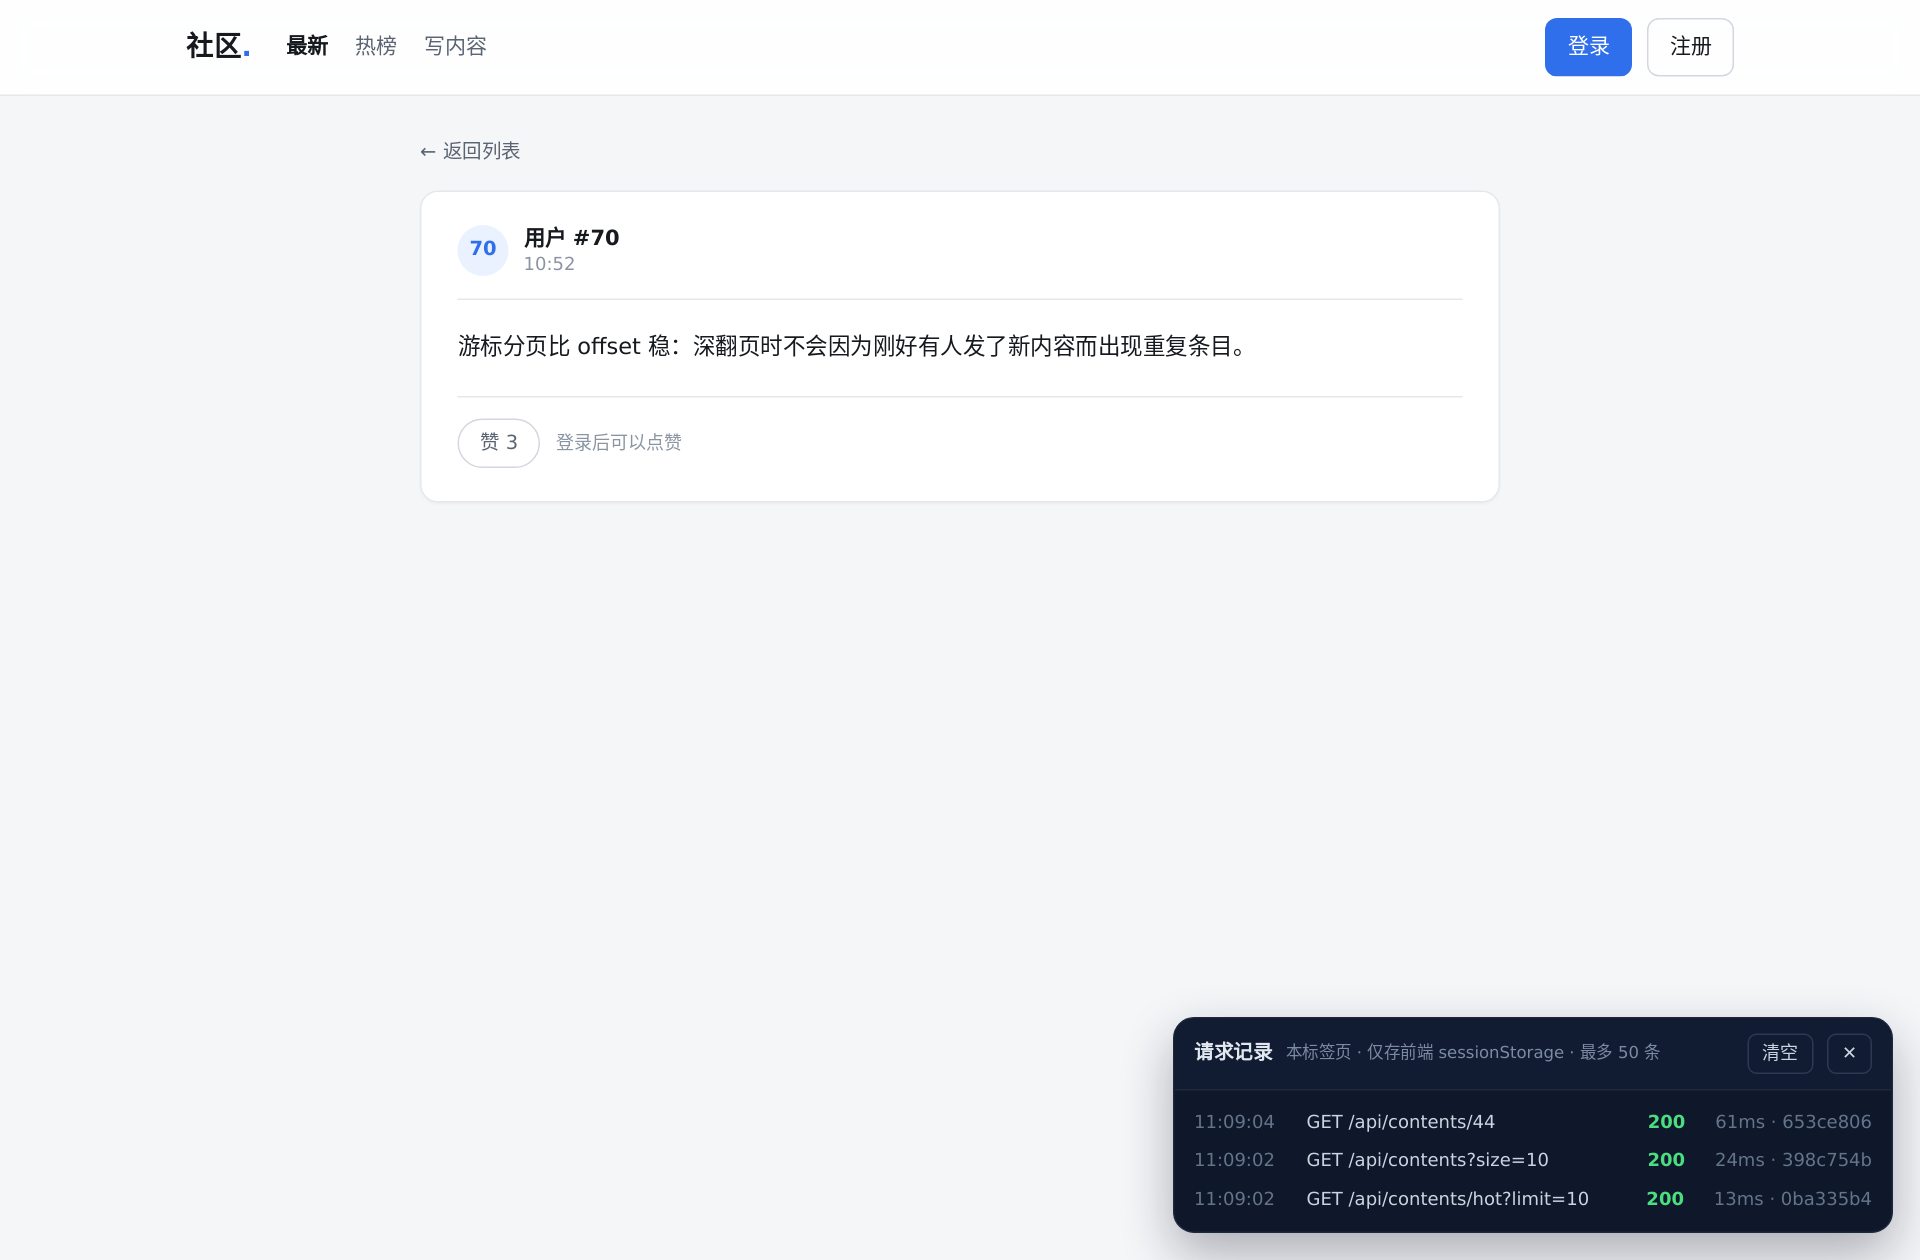 社区.
最新 热榜 写内容
登录 注册
← 返回列表
70
用户 #70
10:52
游标分页比 offset 稳：深翻页时不会因为刚好有人发了新内容而出现重复条目。
赞 3 登录后可以点赞
请求记录 本标签页 · 仅存前端 sessionStorage · 最多 50 条 清空 ✕
11:09:04 GET /api/contents/44 200 61ms · 653ce806
11:09:02 GET /api/contents?size=10 200 24ms · 398c754b
11:09:02 GET /api/contents/hot?limit=10 200 13ms · 0ba335b4